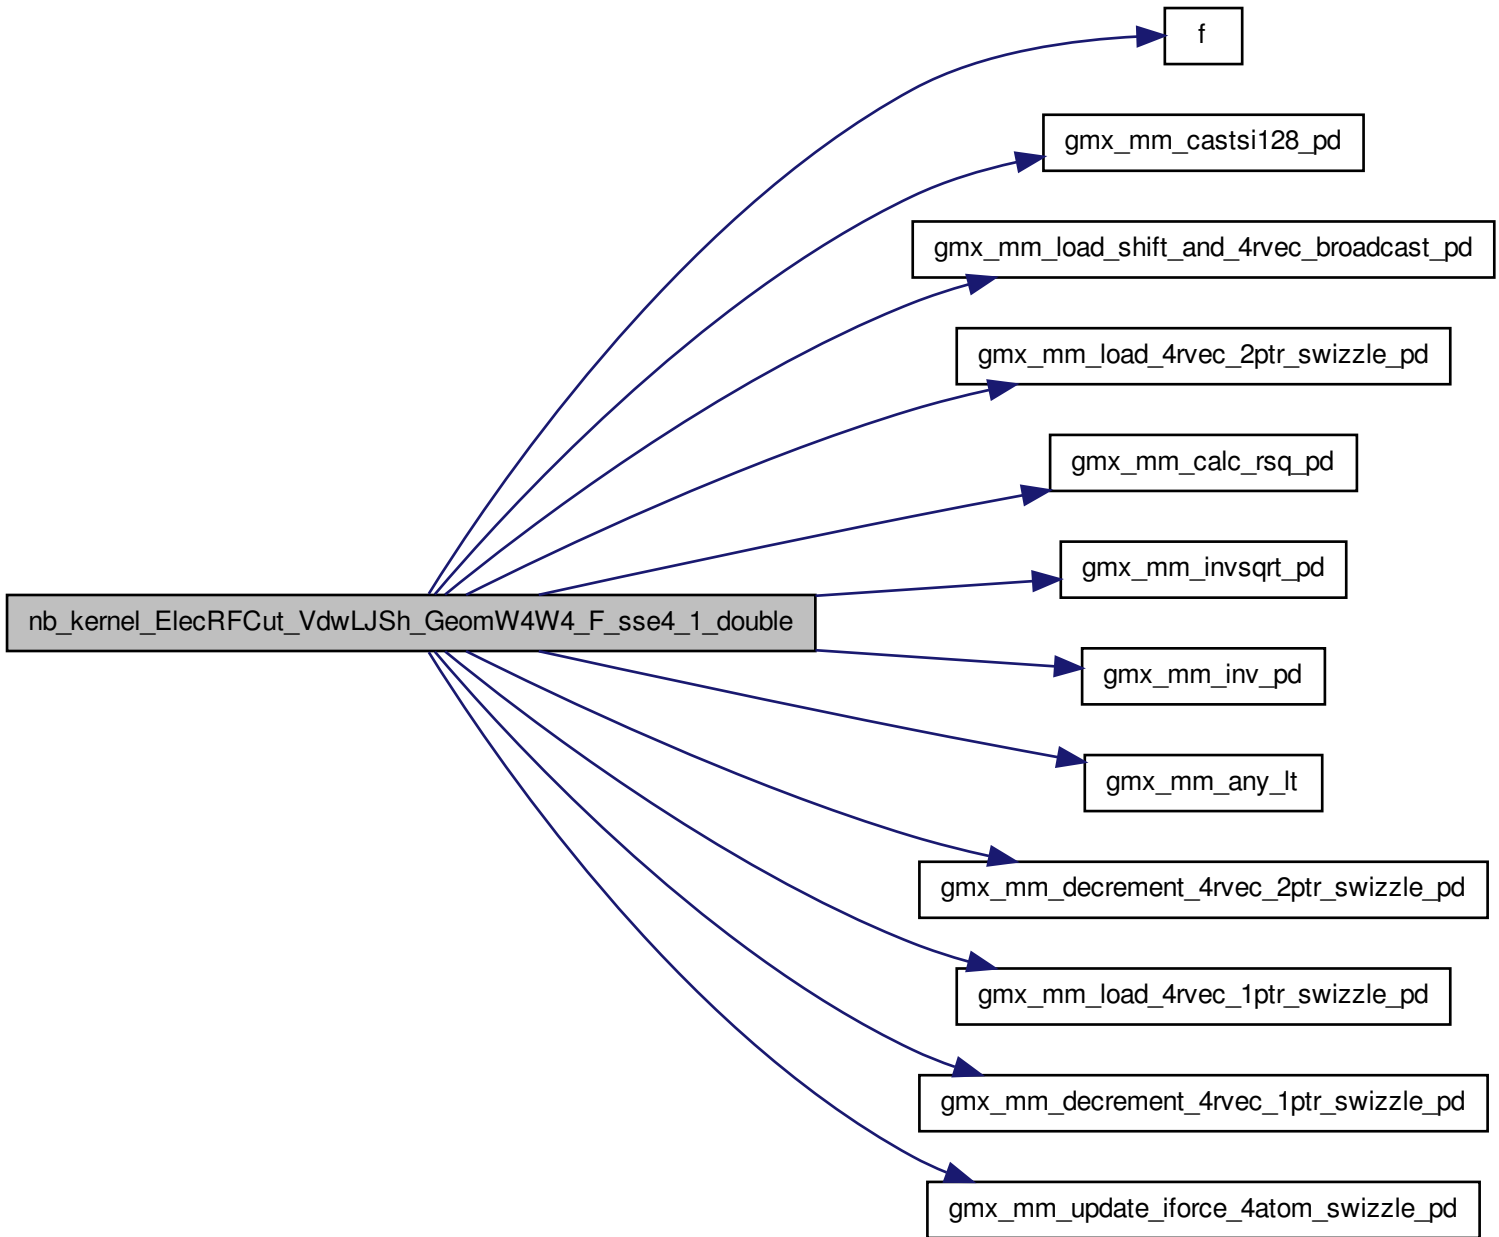 f
gmx_mm_castsi128_pd
gmx_mm_load_shift_and_4rvec_broadcast_pd
gmx_mm_load_4rvec_2ptr_swizzle_pd
gmx_mm_calc_rsq_pd
gmx_mm_invsqrt_pd
nb_kernel_ElecRFCut_VdwLJSh_GeomW4W4_F_sse4_1_double
gmx_mm_inv_pd
gmx_mm_any_lt
gmx_mm_decrement_4rvec_2ptr_swizzle_pd
gmx_mm_load_4rvec_1ptr_swizzle_pd
gmx_mm_decrement_4rvec_1ptr_swizzle_pd
gmx_mm_update_iforce_4atom_swizzle_pd